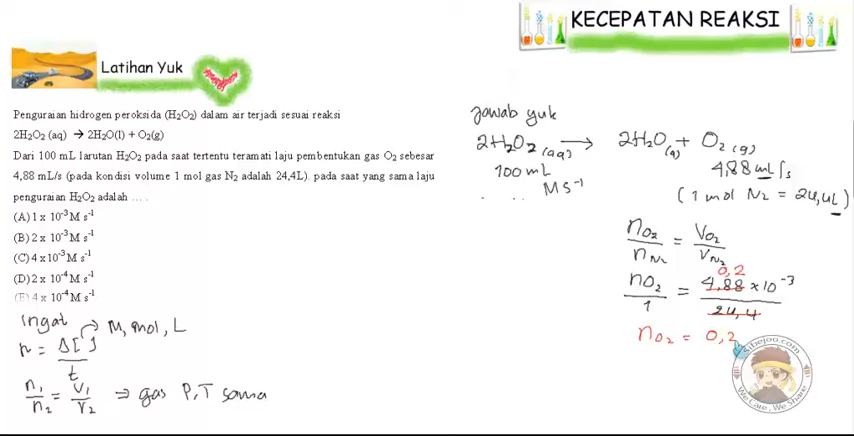 KECEPATAN REAKSI
Latihan Yuk
Penguraian hidrogen peroksida (H₂O₂) dalam air terjadi sesuai reaksi
2H₂O₂ (aq) → 2H₂O(l) + O₂(g)
Dari 100 mL larutan H₂O₂ pada saat tertentu teramati laju pembentukan gas O₂ sebesar
4,88 mL/s (pada kondisi volume 1 mol gas N₂ adalah 24,4L). pada saat yang sama laju
penguraian H₂O₂ adalah ....
(A) 1 x 10⁻³ M s⁻¹
(B) 2 x 10⁻³ M s⁻¹
(C) 4 x 10⁻³ M s⁻¹
(D) 2 x 10⁻⁴ M s⁻¹
(E) 4 x 10⁻⁴ M s⁻¹
Ingat
M, mol, L
r = Δ[ ] / t
n₁/n₂ = V₁/V₂ ⇒ gas P, T sama
jawab yuk
2H₂O₂ (aq) → 2H₂O (l) + O₂ (g)
100 mL 4,88 mL/s
.. .. M s⁻¹ (1 mol N₂ = 24,4L)
nO₂/nN₂ = VO₂/VN₂
0,2
nO₂/1 = 4,88 x 10⁻³ / 24,4
nO₂ = 0,2
Sibejoo.com
We Care, We Share